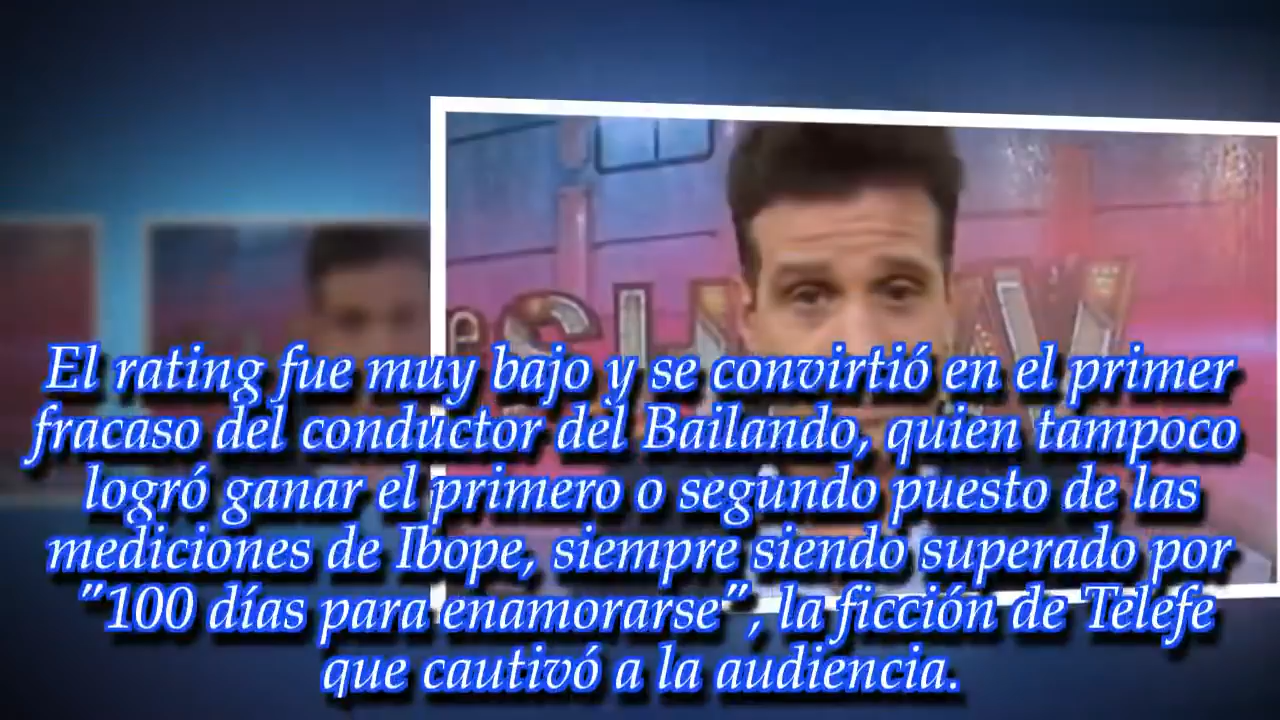 e SHOW
El rating fue muy bajo y se convirtió en el primer
fracaso del conductor del Bailando, quien tampoco
logró ganar el primero o segundo puesto de las
mediciones de Ibope, siempre siendo superado por
"100 días para enamorarse", la ficción de Telefe
que cautivó a la audiencia.